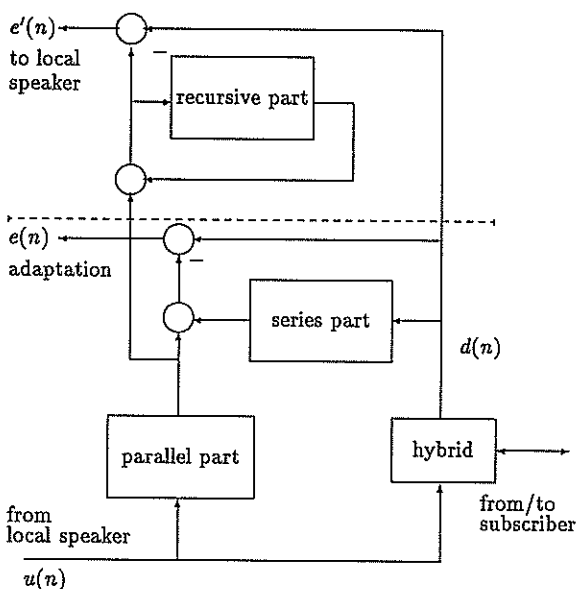 e′(n)
to local
speaker
−
recursive part
e(n)
adaptation
−
series part
d(n)
parallel part
hybrid
from
local speaker
from/to
subscriber
u(n)